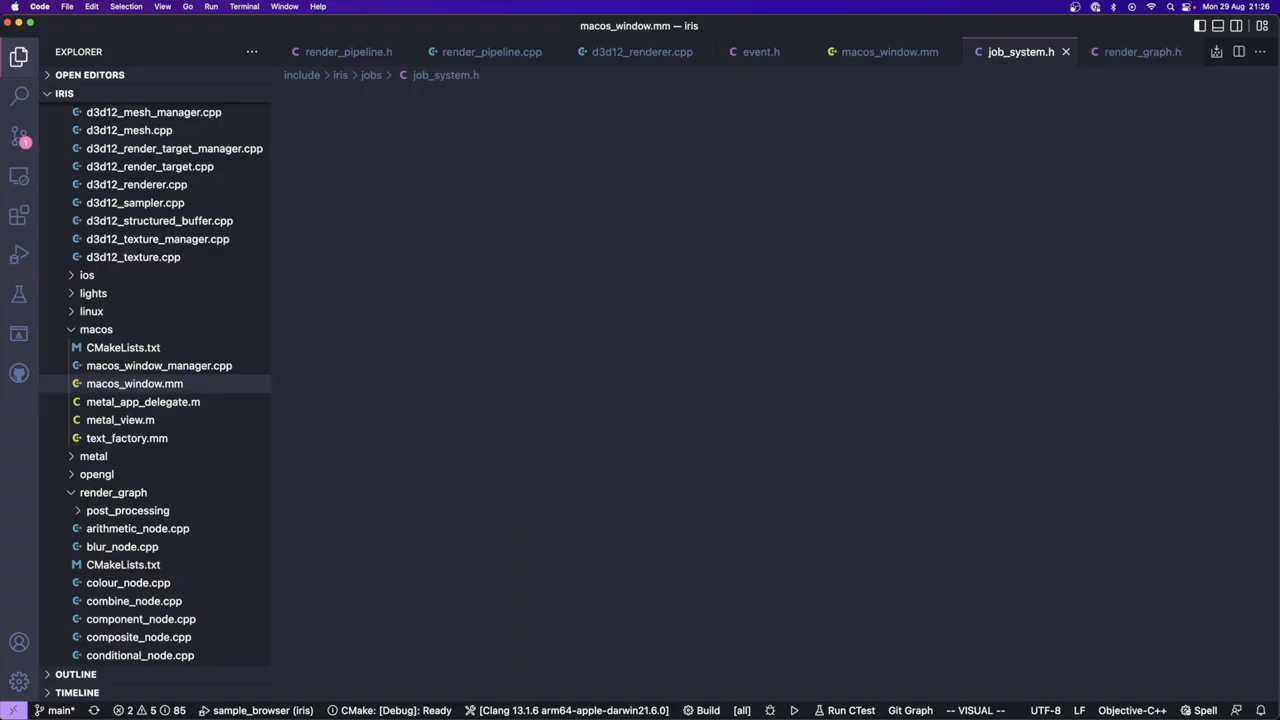 Code File Edit Selection View Go Run Terminal Window Help Mon 29 Aug 21:26
macos_window.mm — iris
EXPLORER
render_pipeline.h render_pipeline.cpp d3d12_renderer.cpp event.h macos_window.mm job_system.h render_graph.h
OPEN EDITORS
include iris jobs job_system.h
IRIS
d3d12_mesh_manager.cpp
d3d12_mesh.cpp
1
d3d12_render_target_manager.cpp
d3d12_render_target.cpp
d3d12_renderer.cpp
d3d12_sampler.cpp
d3d12_structured_buffer.cpp
d3d12_texture_manager.cpp
d3d12_texture.cpp
ios
lights
linux
macos
CMakeLists.txt
macos_window_manager.cpp
macos_window.mm
metal_app_delegate.m
metal_view.m
text_factory.mm
metal
opengl
render_graph
post_processing
arithmetic_node.cpp
blur_node.cpp
CMakeLists.txt
colour_node.cpp
combine_node.cpp
component_node.cpp
composite_node.cpp
conditional_node.cpp
OUTLINE
TIMELINE
main* 2 5 85 sample_browser (iris) CMake: [Debug]: Ready [Clang 13.1.6 arm64-apple-darwin21.6.0] Build [all] Run CTest Git Graph -- VISUAL -- UTF-8 LF Objective-C++ Spell